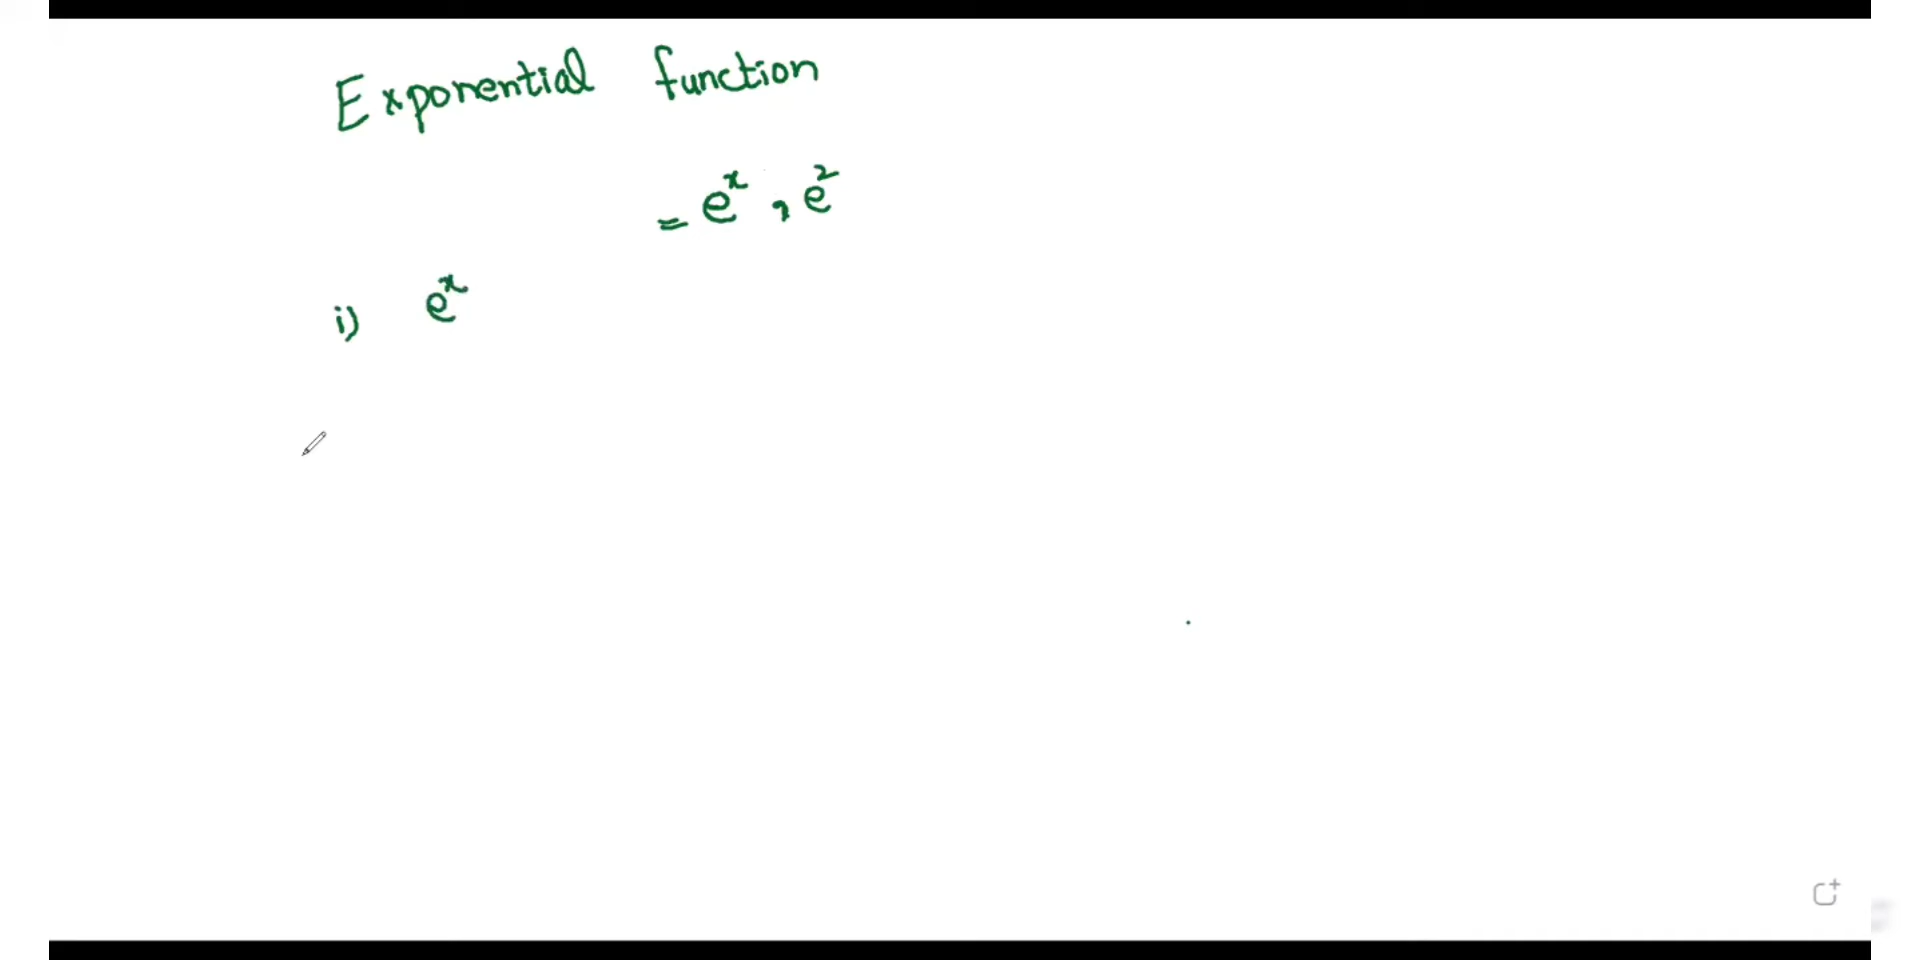 Exponential function
= e^x , e^2
i) e^x